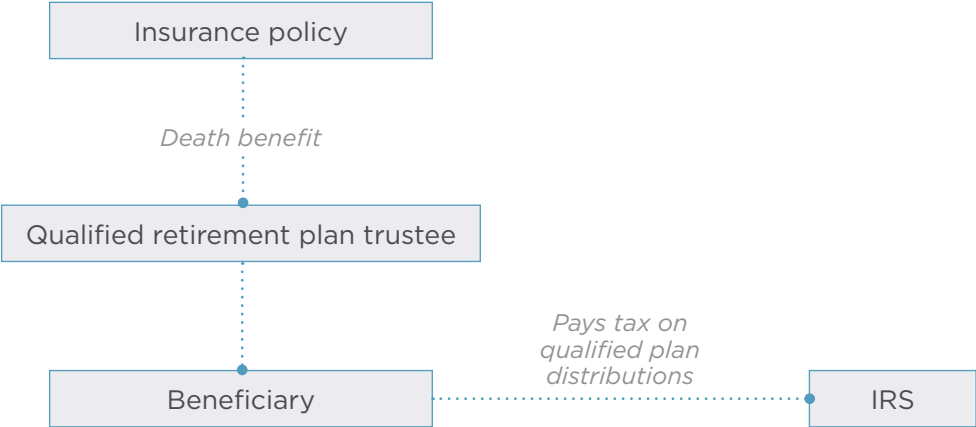 Insurance policy
Death benefit
Qualified retirement plan trustee
Pays tax on
qualified plan
distributions
Beneficiary
IRS